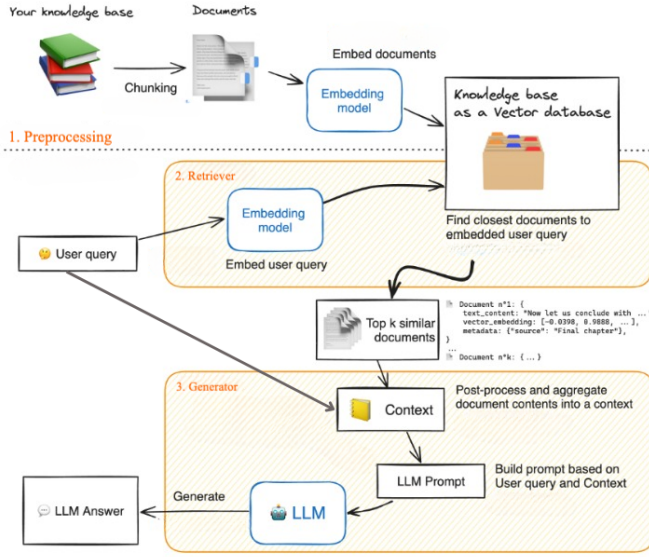 Your knowledge base
Documents
Chunking
Embed documents
Embedding
model
Knowledge base
as a Vector database
1. Preprocessing
2. Retriever
Embedding
model
Embed user query
Find closest documents to
embedded user query
User query
Top k similar
documents
Document n°1: {
text_content: "Now let us conclude with ...
vector_embedding: [-0.0398, 0.9888, ...],
metadata: {"source": "Final chapter"},
}
...
Document n°k: {...}
3. Generator
Context
Post-process and aggregate
document contents into a context
LLM Prompt
Build prompt based on
User query and Context
LLM
Generate
LLM Answer